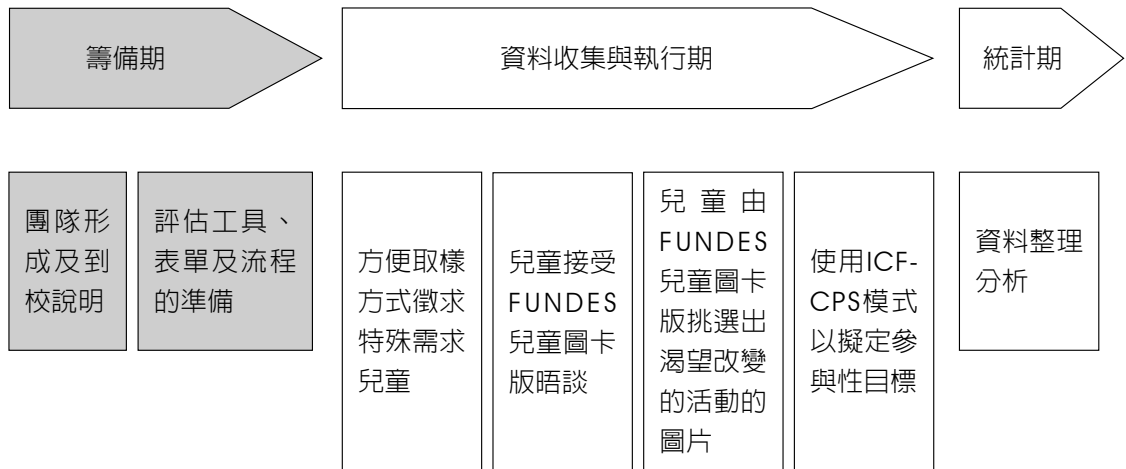 籌備期
資料收集與執行期
統計期
團隊形
成及到
校說明
評估工具、
表單及流程
的準備
方便取樣
方式徵求
特殊需求
兒童
兒童接受
FUNDES
兒童圖卡
版晤談
兒童由
FUNDES
兒童圖卡
版挑選出
渴望改變
的活動的
圖片
使用ICF-
CPS模式
以擬定參
與性目標
資料整理
分析